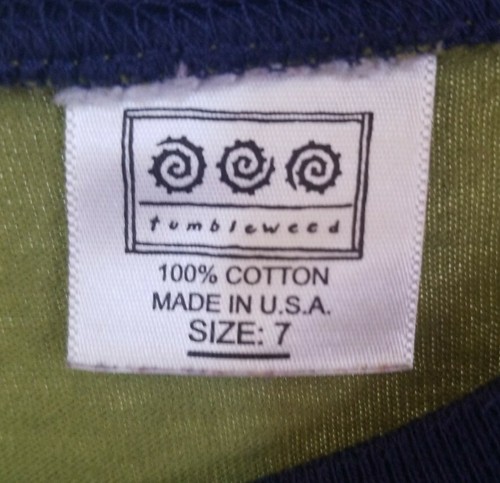 tumbleweed
100% COTTON
MADE IN U.S.A.
SIZE: 7